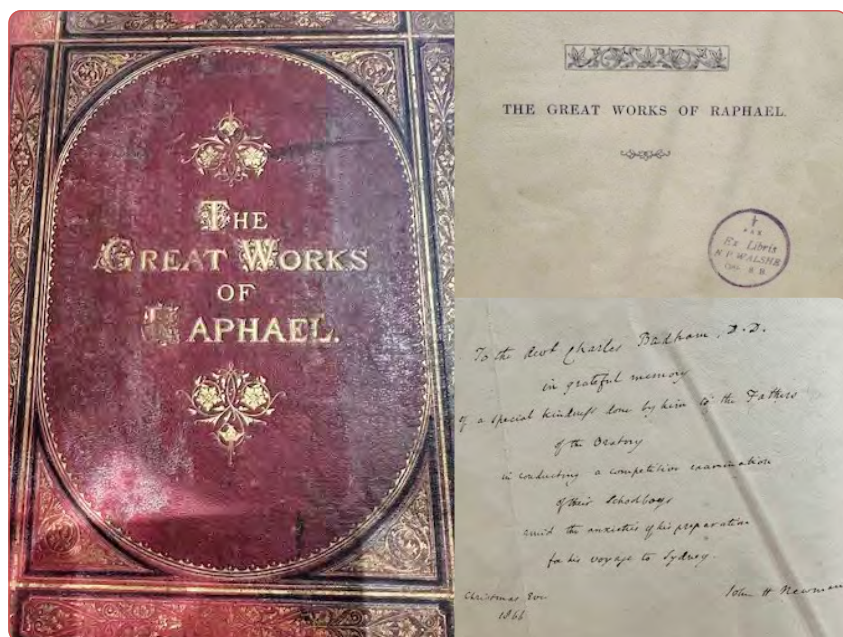 THE
GREAT WORKS
OF
RAPHAEL.
THE GREAT WORKS OF RAPHAEL.
Ex Libris
N P WALSHE
To the Revd Charles Badham, D.D.
in grateful memory
of a special kindness done by him to the Fathers
of the Oratory
in conducting a competitive examination
of their Schoolboys
amid the anxieties of his preparation
for his voyage to Sydney.
John H Newman
Christmas Eve
1866